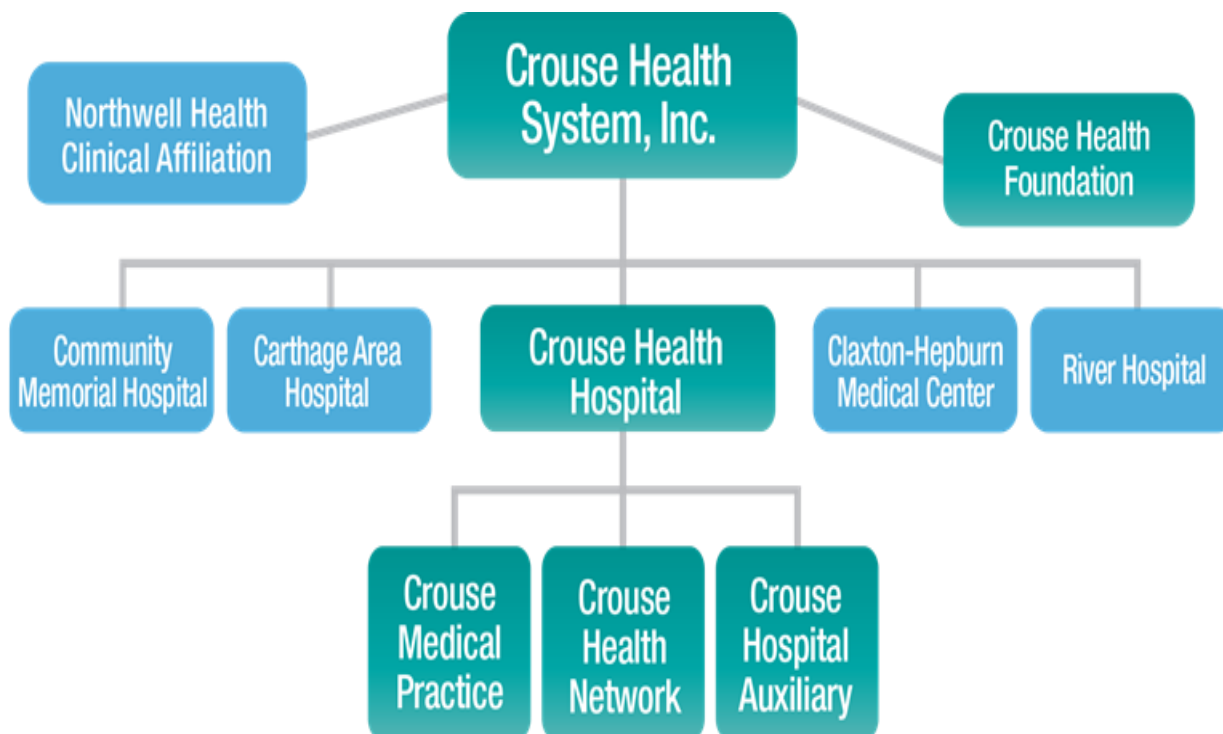 Crouse Health
System, Inc.
Northwell Health
Clinical Affiliation
Crouse Health
Foundation
Community
Memorial Hospital
Carthage Area
Hospital
Crouse Health
Hospital
Claxton-Hepburn
Medical Center
River Hospital
Crouse
Medical
Practice
Crouse
Health
Network
Crouse
Hospital
Auxiliary